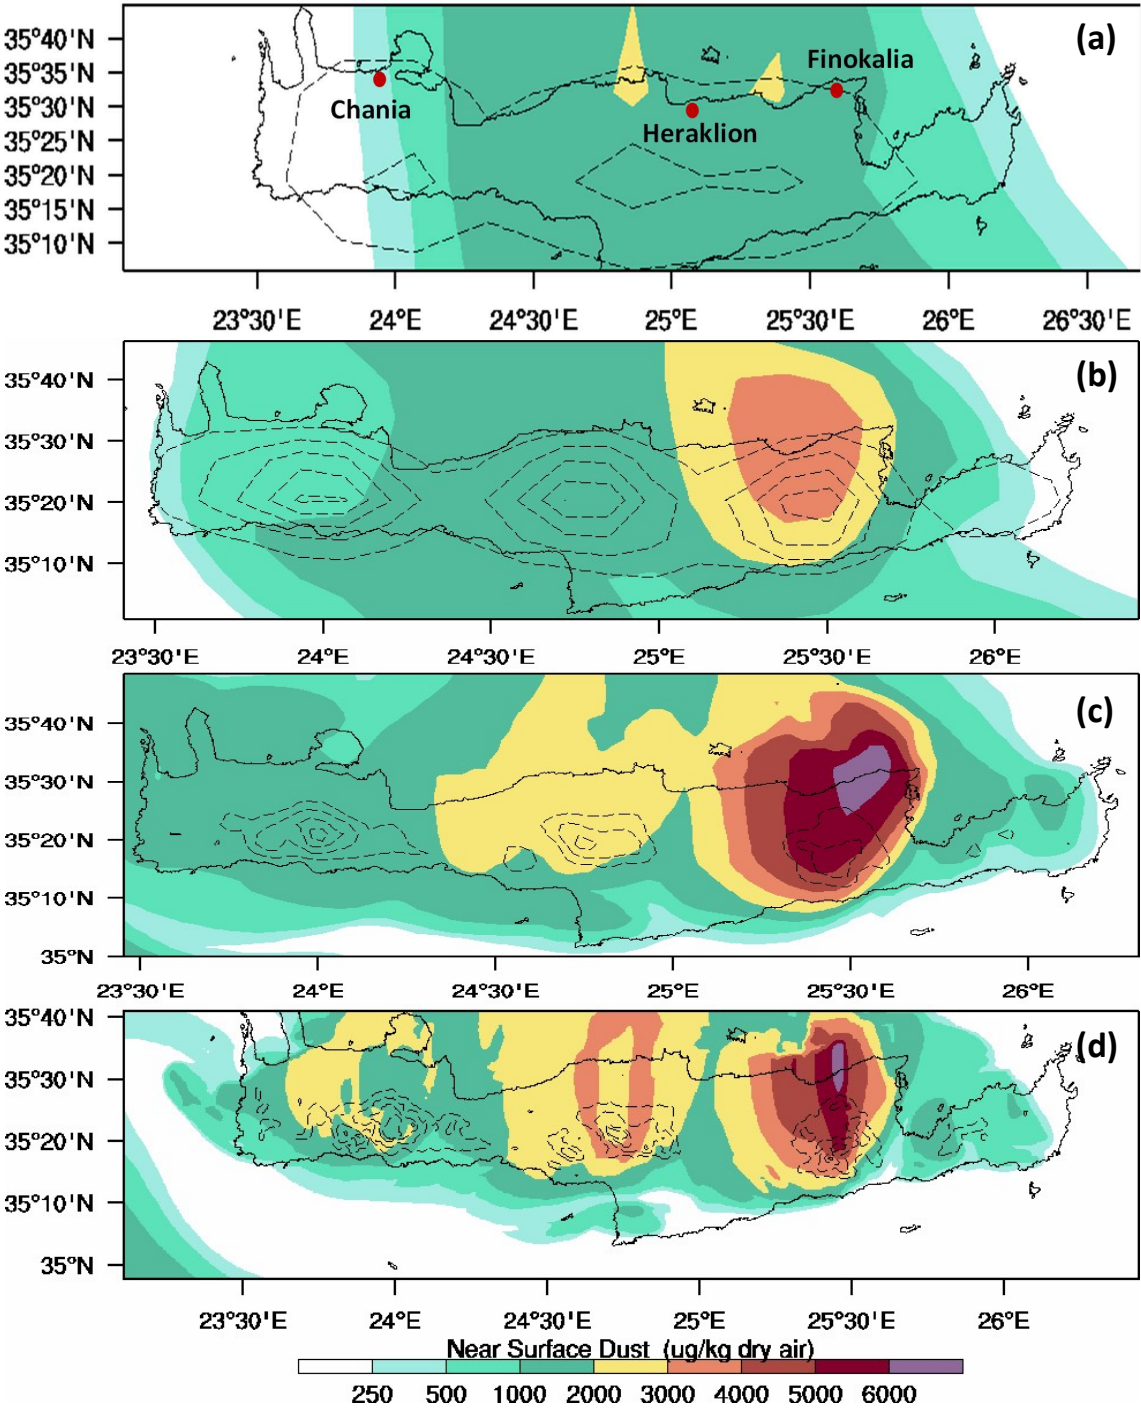 (a)
35°40'N
35°35'N
35°30'N
35°25'N
35°20'N
35°15'N
35°10'N
Chania
Heraklion
Finokalia
23°30'E 24°E 24°30'E 25°E 25°30'E 26°E 26°30'E
(b)
35°40'N
35°30'N
35°20'N
35°10'N
23°30'E 24°E 24°30'E 25°E 25°30'E 26°E
(c)
35°40'N
35°30'N
35°20'N
35°10'N
35°N
23°30'E 24°E 24°30'E 25°E 25°30'E 26°E
(d)
35°40'N
35°30'N
35°20'N
35°10'N
35°N
23°30'E 24°E 24°30'E 25°E 25°30'E 26°E
Near Surface Dust (ug/kg dry air)
250 500 1000 2000 3000 4000 5000 6000